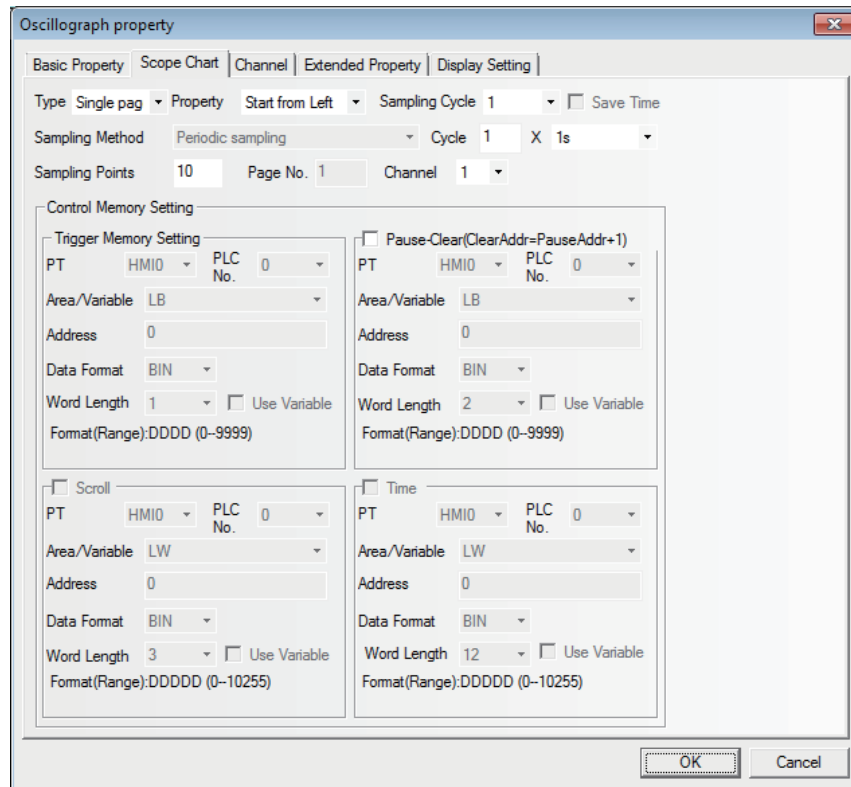 Oscillograph property
Basic Property Scope Chart Channel Extended Property Display Setting
Type Single pag Property Start from Left Sampling Cycle 1 Save Time
Sampling Method Periodic sampling Cycle 1 X 1s
Sampling Points 10 Page No. 1 Channel 1
Control Memory Setting
Trigger Memory Setting
PT HMI0 PLC No. 0
Area/Variable LB
Address 0
Data Format BIN
Word Length 1 Use Variable
Format(Range):DDDD (0--9999)
Pause-Clear(ClearAddr=PauseAddr+1)
PT HMI0 PLC No. 0
Area/Variable LB
Address 0
Data Format BIN
Word Length 2 Use Variable
Format(Range):DDDD (0--9999)
Scroll
PT HMI0 PLC No. 0
Area/Variable LW
Address 0
Data Format BIN
Word Length 3 Use Variable
Format(Range):DDDDD (0--10255)
Time
PT HMI0 PLC No. 0
Area/Variable LW
Address 0
Data Format BIN
Word Length 12 Use Variable
Format(Range):DDDDD (0--10255)
OK Cancel